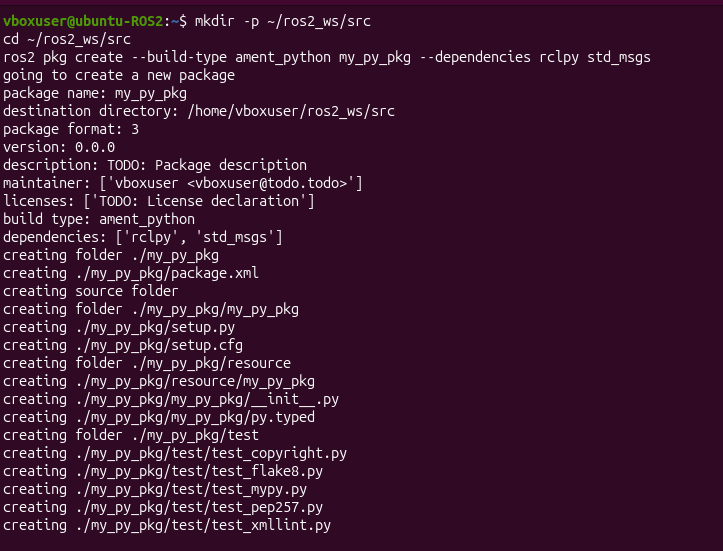 vboxuser@ubuntu-ROS2:~$ mkdir -p ~/ros2_ws/src
cd ~/ros2_ws/src
ros2 pkg create --build-type ament_python my_py_pkg --dependencies rclpy std_msgs
going to create a new package
package name: my_py_pkg
destination directory: /home/vboxuser/ros2_ws/src
package format: 3
version: 0.0.0
description: TODO: Package description
maintainer: ['vboxuser <vboxuser@todo.todo>']
licenses: ['TODO: License declaration']
build type: ament_python
dependencies: ['rclpy', 'std_msgs']
creating folder ./my_py_pkg
creating ./my_py_pkg/package.xml
creating source folder
creating folder ./my_py_pkg/my_py_pkg
creating ./my_py_pkg/setup.py
creating ./my_py_pkg/setup.cfg
creating folder ./my_py_pkg/resource
creating ./my_py_pkg/resource/my_py_pkg
creating ./my_py_pkg/my_py_pkg/__init__.py
creating ./my_py_pkg/my_py_pkg/py.typed
creating folder ./my_py_pkg/test
creating ./my_py_pkg/test/test_copyright.py
creating ./my_py_pkg/test/test_flake8.py
creating ./my_py_pkg/test/test_mypy.py
creating ./my_py_pkg/test/test_pep257.py
creating ./my_py_pkg/test/test_xmllint.py